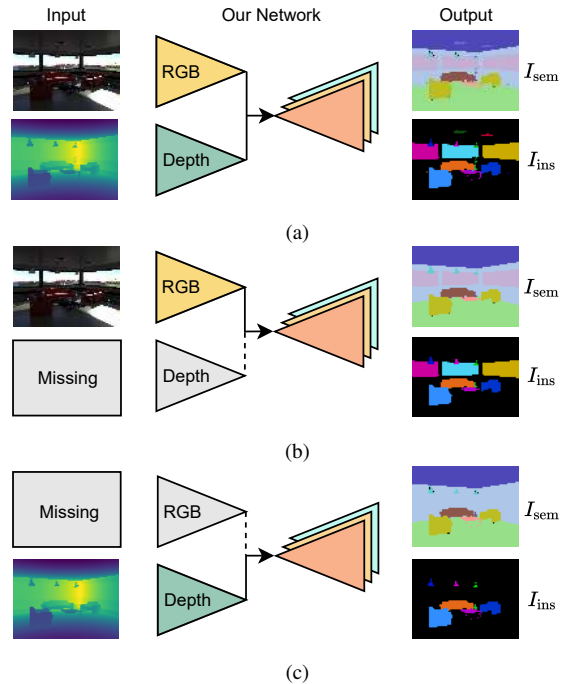 Input Our Network Output
RGB
I_sem
Depth
I_ins
(a)
RGB
I_sem
Missing
Depth
I_ins
(b)
Missing
RGB
I_sem
Depth
I_ins
(c)